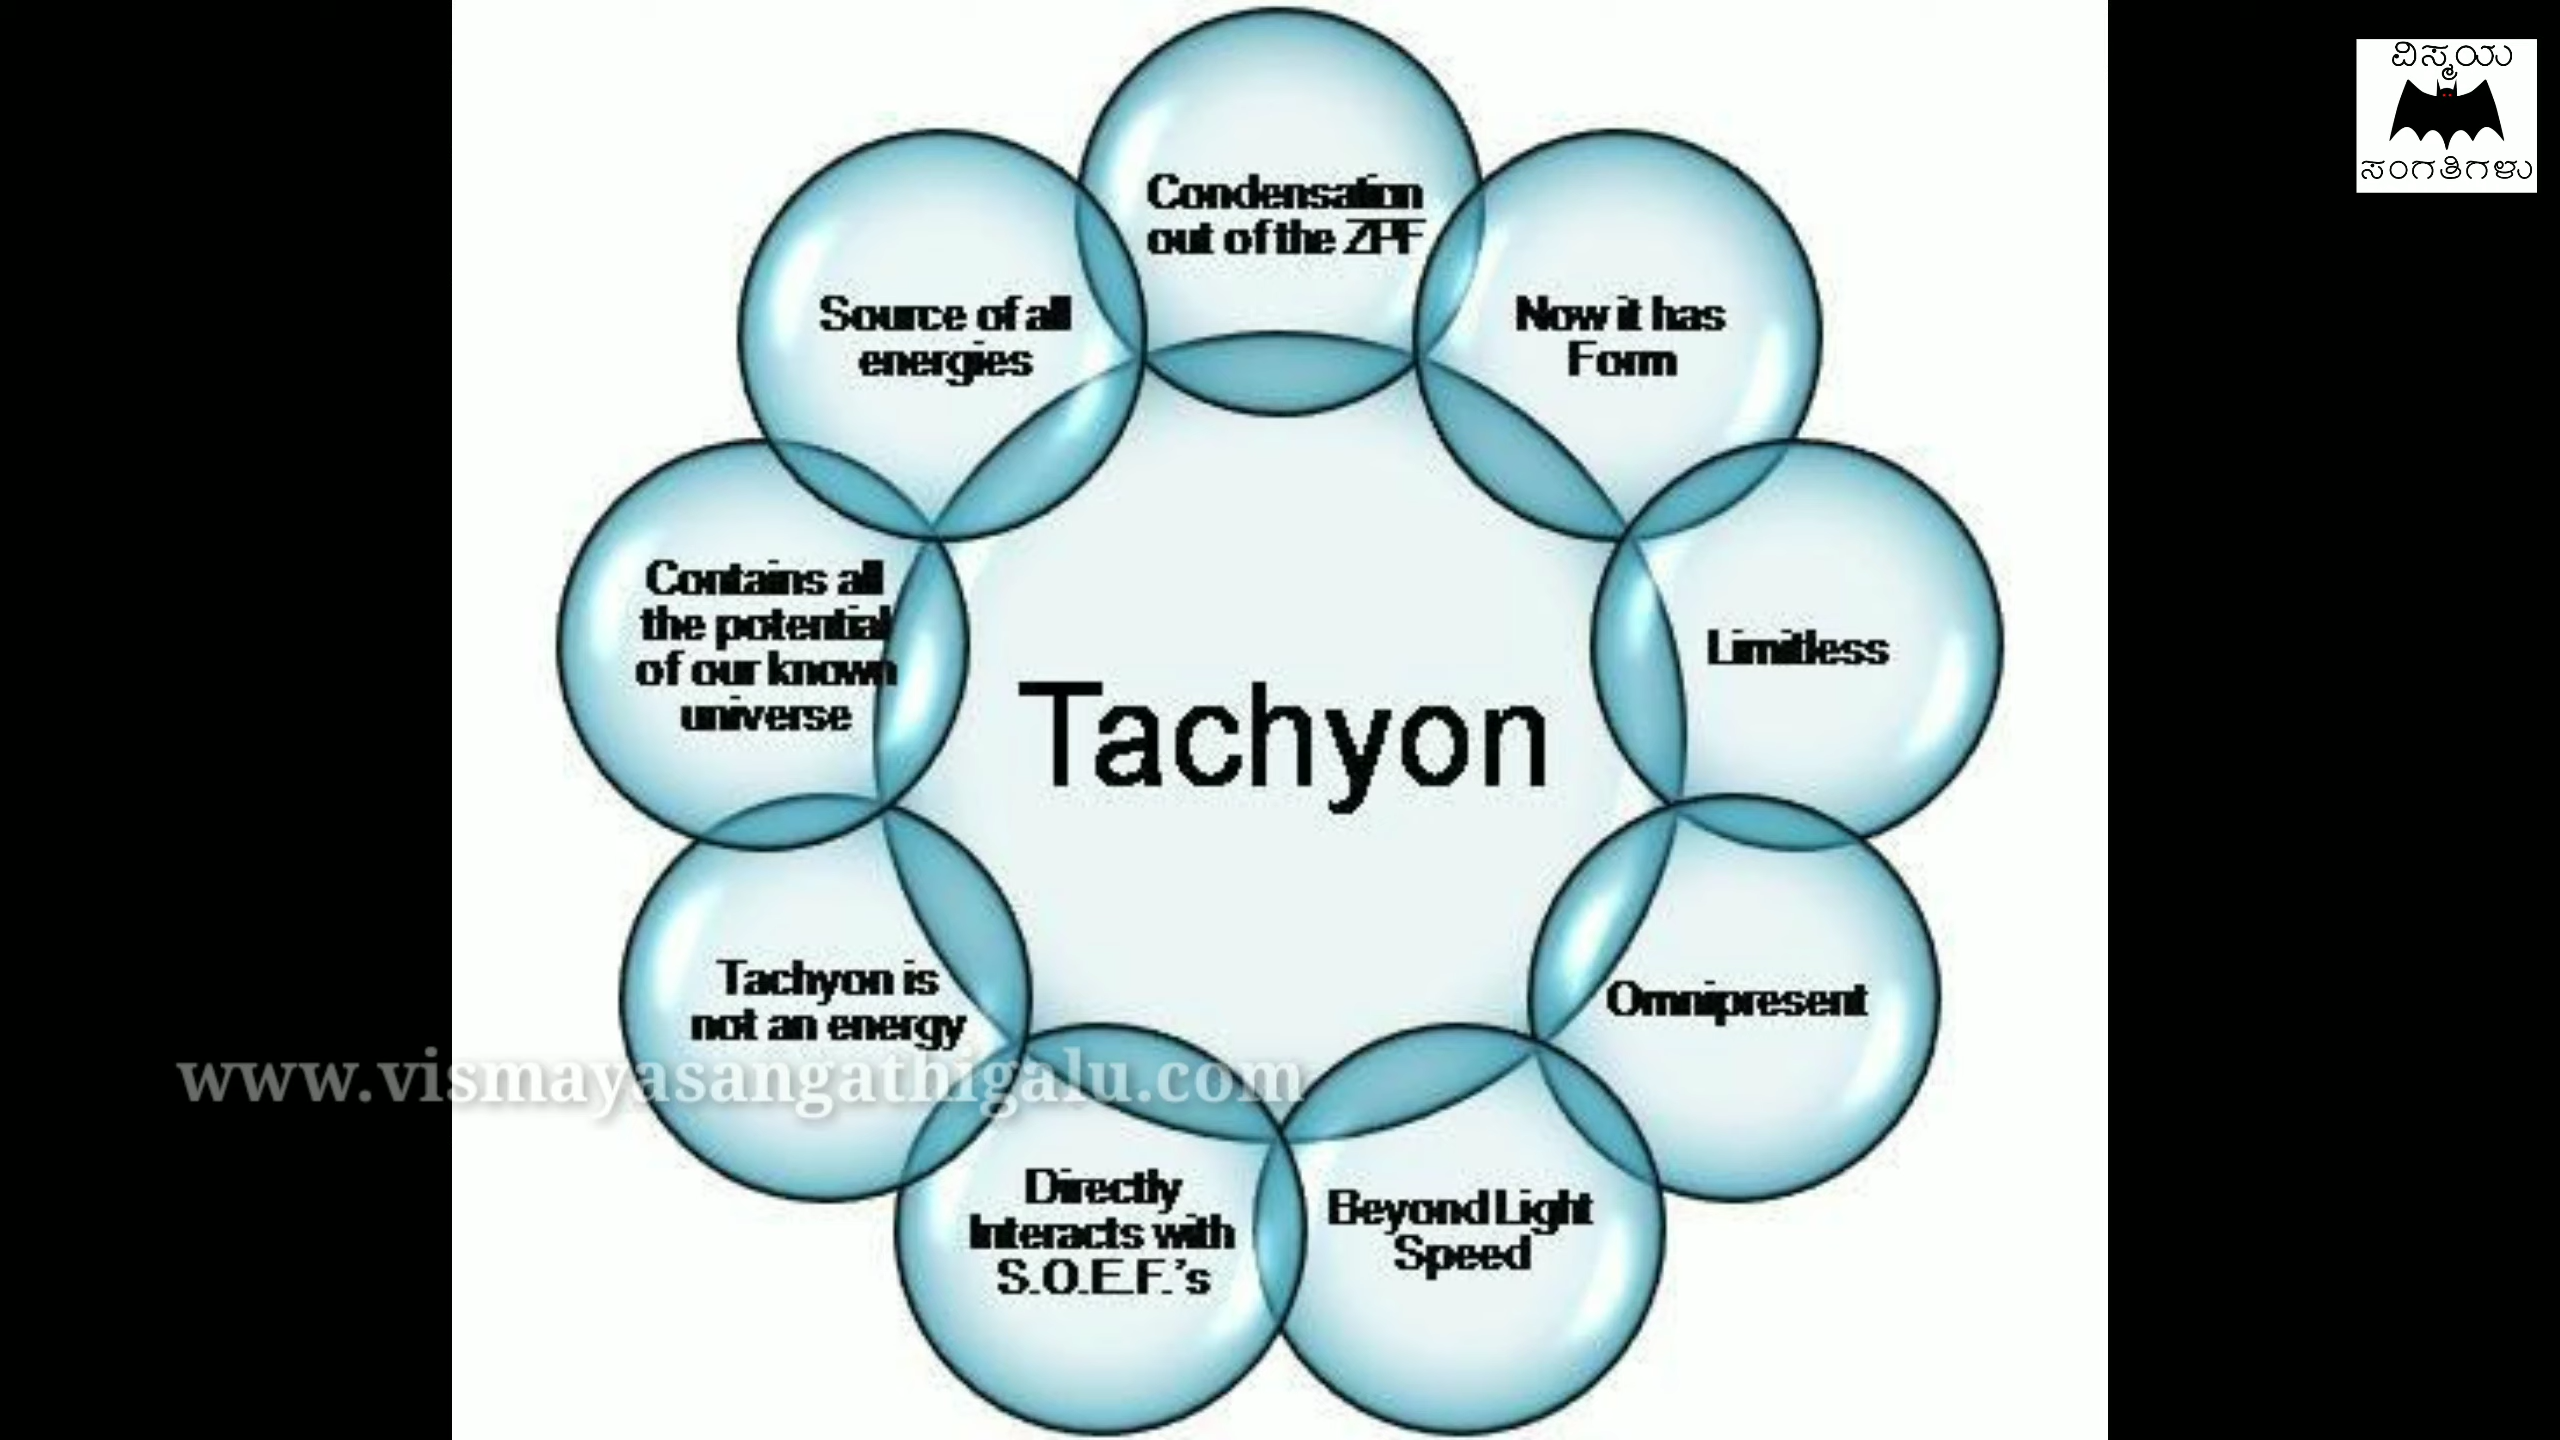 ವಿಸ್ಮಯ
ಸಂಗತಿಗಳು
Condensation
out of the ZPF
Now it has
Form
Limitless
Omnipresent
Beyond Light
Speed
Directly
Interacts with
S.O.E.F.'s
Tachyon is
not an energy
Contains all
the potential
of our known
universe
Source of all
energies
Tachyon
www.vismayasangathigalu.com